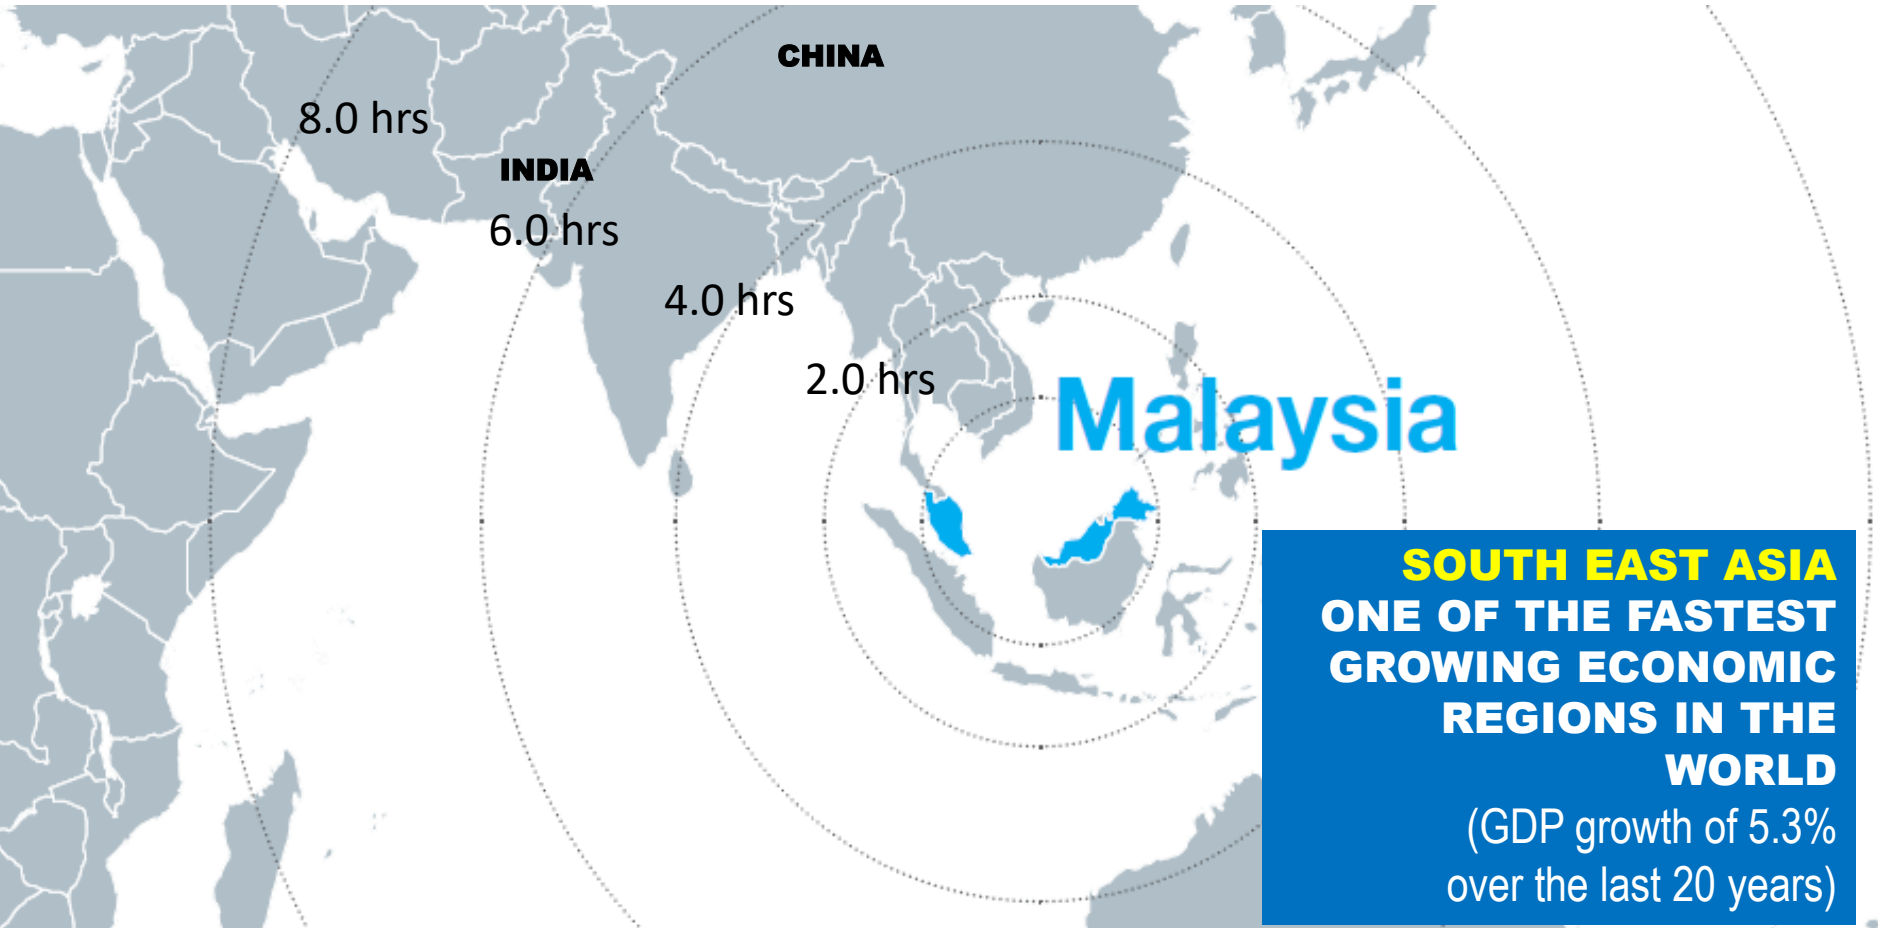 CHINA
8.0 hrs
INDIA
6.0 hrs
4.0 hrs
2.0 hrs
Malaysia
SOUTH EAST ASIA
ONE OF THE FASTEST
GROWING ECONOMIC
REGIONS IN THE
WORLD
(GDP growth of 5.3%
over the last 20 years)